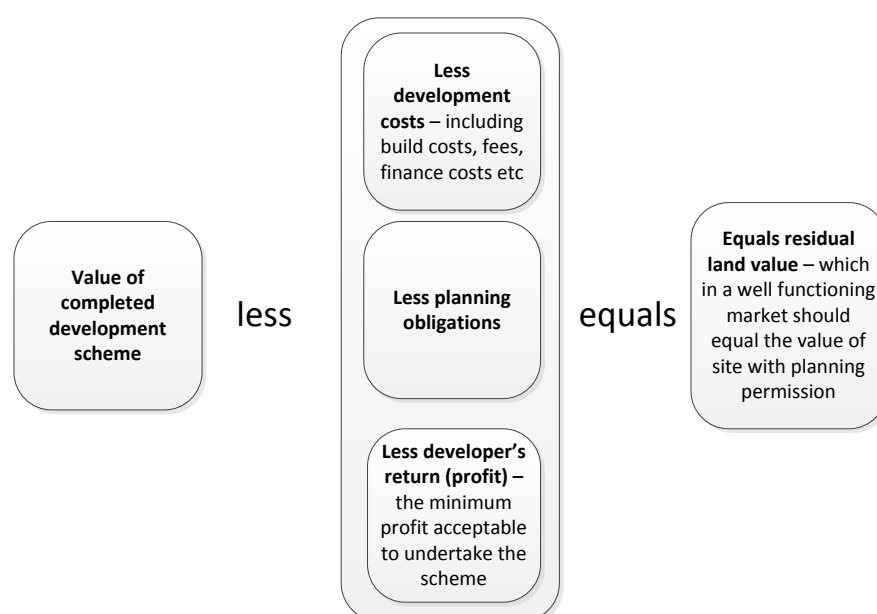 Value of
completed
development
scheme
less
Less
development
costs – including
build costs, fees,
finance costs etc
Less planning
obligations
Less developer's
return (profit) –
the minimum
profit acceptable
to undertake the
scheme
equals
Equals residual
land value – which
in a well functioning
market should
equal the value of
site with planning
permission